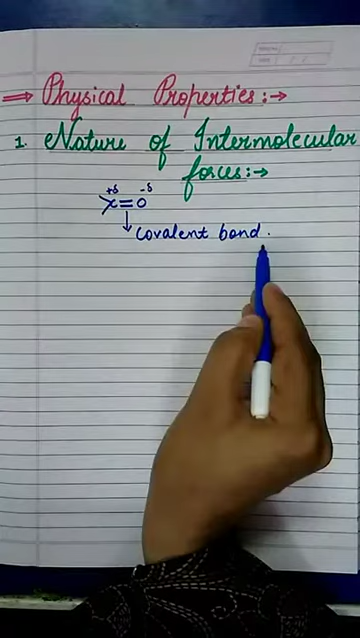 ⇒ Physical Properties :→
1. Nature of Intermolecular
forces :→
+δ -δ
>=O
↓ Covalent bond.